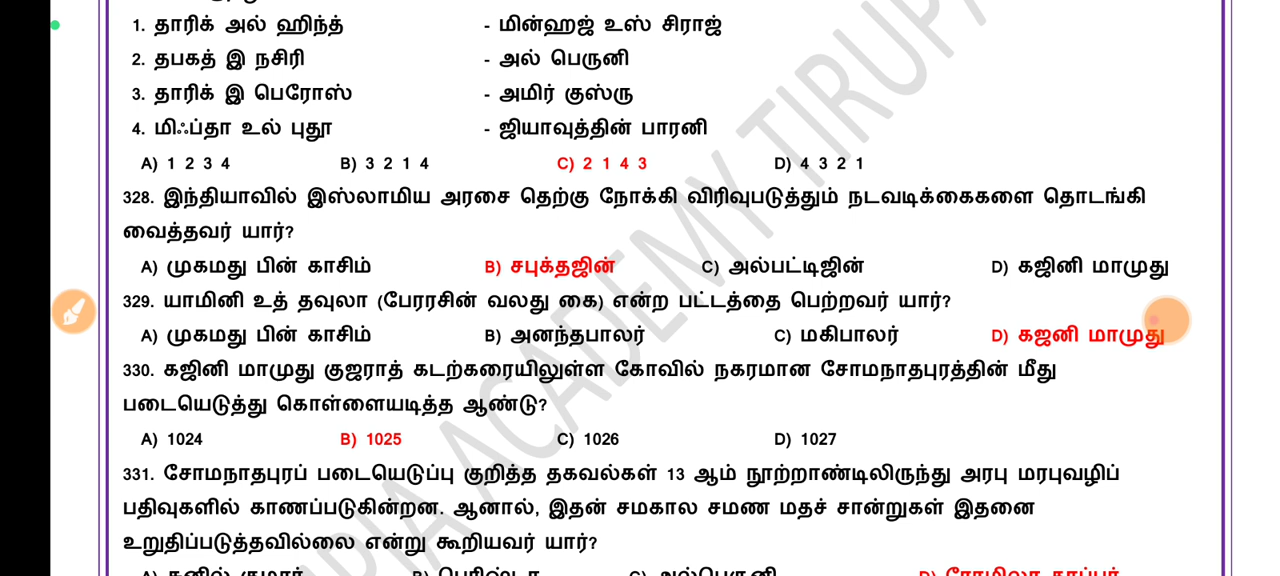 1. தாரிக் அல் ஹிந்த் - மின்ஹஜ் உஸ் சிராஜ்
2. தபகத் இ நசிரி - அல் பெருனி
3. தாரிக் இ பெரோஸ் - அமிர் குஸ்ரு
4. மிஃப்தா உல் புதூ - ஜியாவுத்தின் பாரனி
A) 1 2 3 4 B) 3 2 1 4 C) 2 1 4 3 D) 4 3 2 1
328. இந்தியாவில் இஸ்லாமிய அரசை தெற்கு நோக்கி விரிவுபடுத்தும் நடவடிக்கைகளை தொடங்கி
வைத்தவர் யார்?
A) முகமது பின் காசிம் B) சபுக்தஜின் C) அல்பட்டிஜின் D) கஜினி மாமுது
329. யாமினி உத் தவுலா (பேரரசின் வலது கை) என்ற பட்டத்தை பெற்றவர் யார்?
A) முகமது பின் காசிம் B) அனந்தபாலர் C) மகிபாலர் D) கஜனி மாமுது
330. கஜினி மாமுது குஜராத் கடற்கரையிலுள்ள கோவில் நகரமான சோமநாதபுரத்தின் மீது
படையெடுத்து கொள்ளையடித்த ஆண்டு?
A) 1024 B) 1025 C) 1026 D) 1027
331. சோமநாதபுரப் படையெடுப்பு குறித்த தகவல்கள் 13 ஆம் நூற்றாண்டிலிருந்து அரபு மரபுவழிப்
பதிவுகளில் காணப்படுகின்றன. ஆனால், இதன் சமகால சமண மதச் சான்றுகள் இதனை
உறுதிப்படுத்தவில்லை என்று கூறியவர் யார்?
ACADEMY